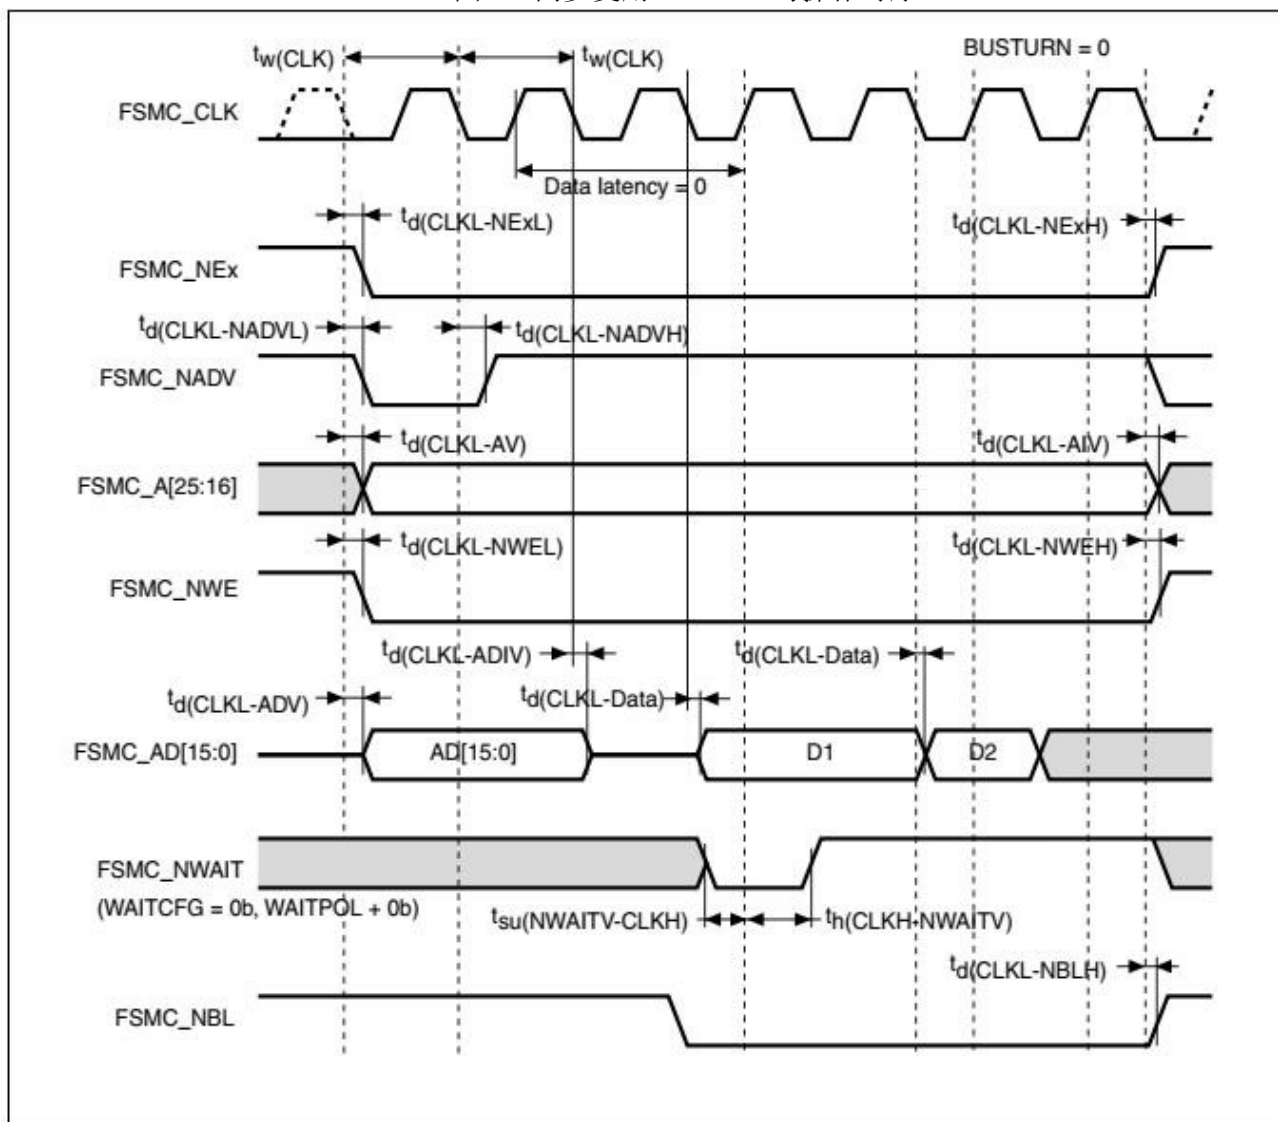 tw(CLK) tw(CLK) BUSTURN = 0
FSMC_CLK
Data latency = 0
td(CLKL-NExL) td(CLKL-NExH)
FSMC_NEx
td(CLKL-NADVL) td(CLKL-NADVH)
FSMC_NADV
td(CLKL-AV) td(CLKL-AIV)
FSMC_A[25:16]
td(CLKL-NWEL) td(CLKL-NWEH)
FSMC_NWE
td(CLKL-ADIV) td(CLKL-Data)
td(CLKL-ADV) td(CLKL-Data)
FSMC_AD[15:0] AD[15:0] D1 D2
FSMC_NWAIT
(WAITCFG = 0b, WAITPOL + 0b) tsu(NWAITV-CLKH) th(CLKH-NWAITV)
td(CLKL-NBLH)
FSMC_NBL